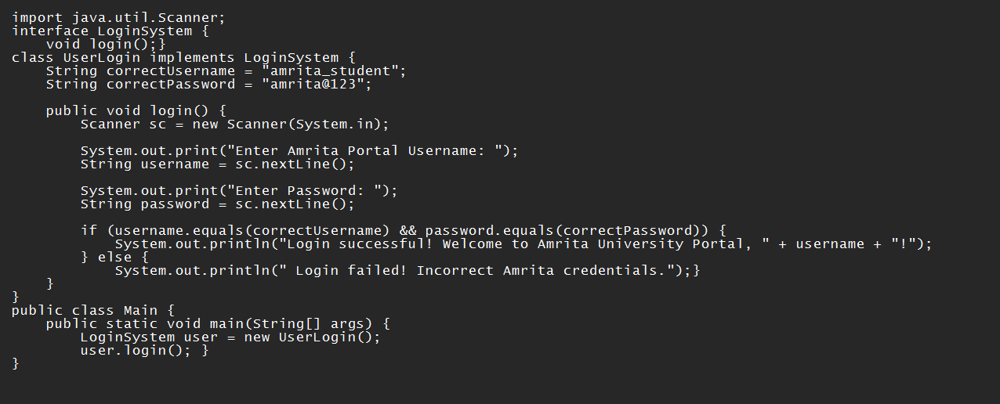 import java.util.Scanner;
interface LoginSystem {
    void login();}
class UserLogin implements LoginSystem {
    String correctUsername = "amrita_student";
    String correctPassword = "amrita@123";

    public void login() {
        Scanner sc = new Scanner(System.in);

        System.out.print("Enter Amrita Portal Username: ");
        String username = sc.nextLine();

        System.out.print("Enter Password: ");
        String password = sc.nextLine();

        if (username.equals(correctUsername) && password.equals(correctPassword)) {
            System.out.println("Login successful! Welcome to Amrita University Portal, " + username + "!");
        } else {
            System.out.println(" Login failed! Incorrect Amrita credentials.");}
    }
}
public class Main {
    public static void main(String[] args) {
        LoginSystem user = new UserLogin();
        user.login(); }
}